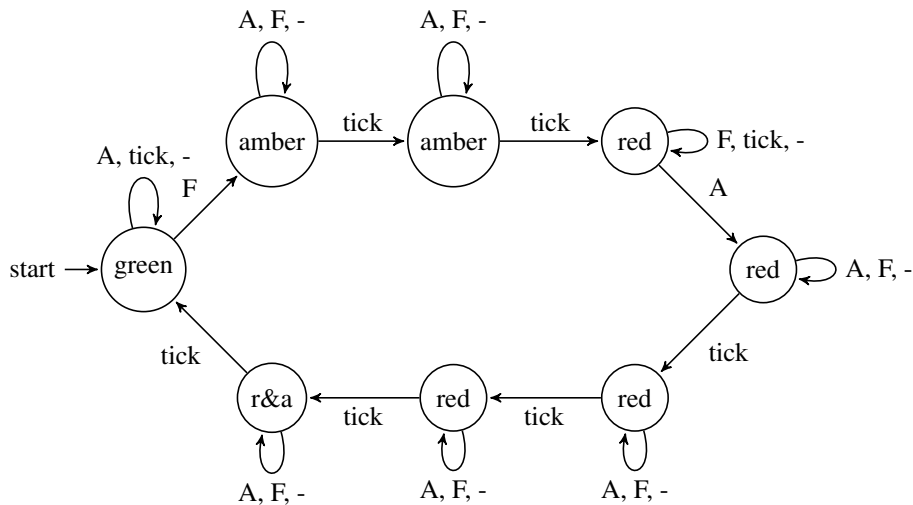 A, F, -
A, F, -
amber
tick
amber
tick
red
F, tick, -
A, tick, -
F
A
start
green
red
A, F, -
tick
tick
r&a
tick
red
tick
red
A, F, -
A, F, -
A, F, -